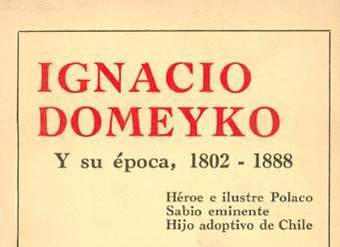 IGNACIO
DOMEYKO
Y su época, 1802 - 1888
Héroe e ilustre Polaco
Sabio eminente
Hijo adoptivo de Chile